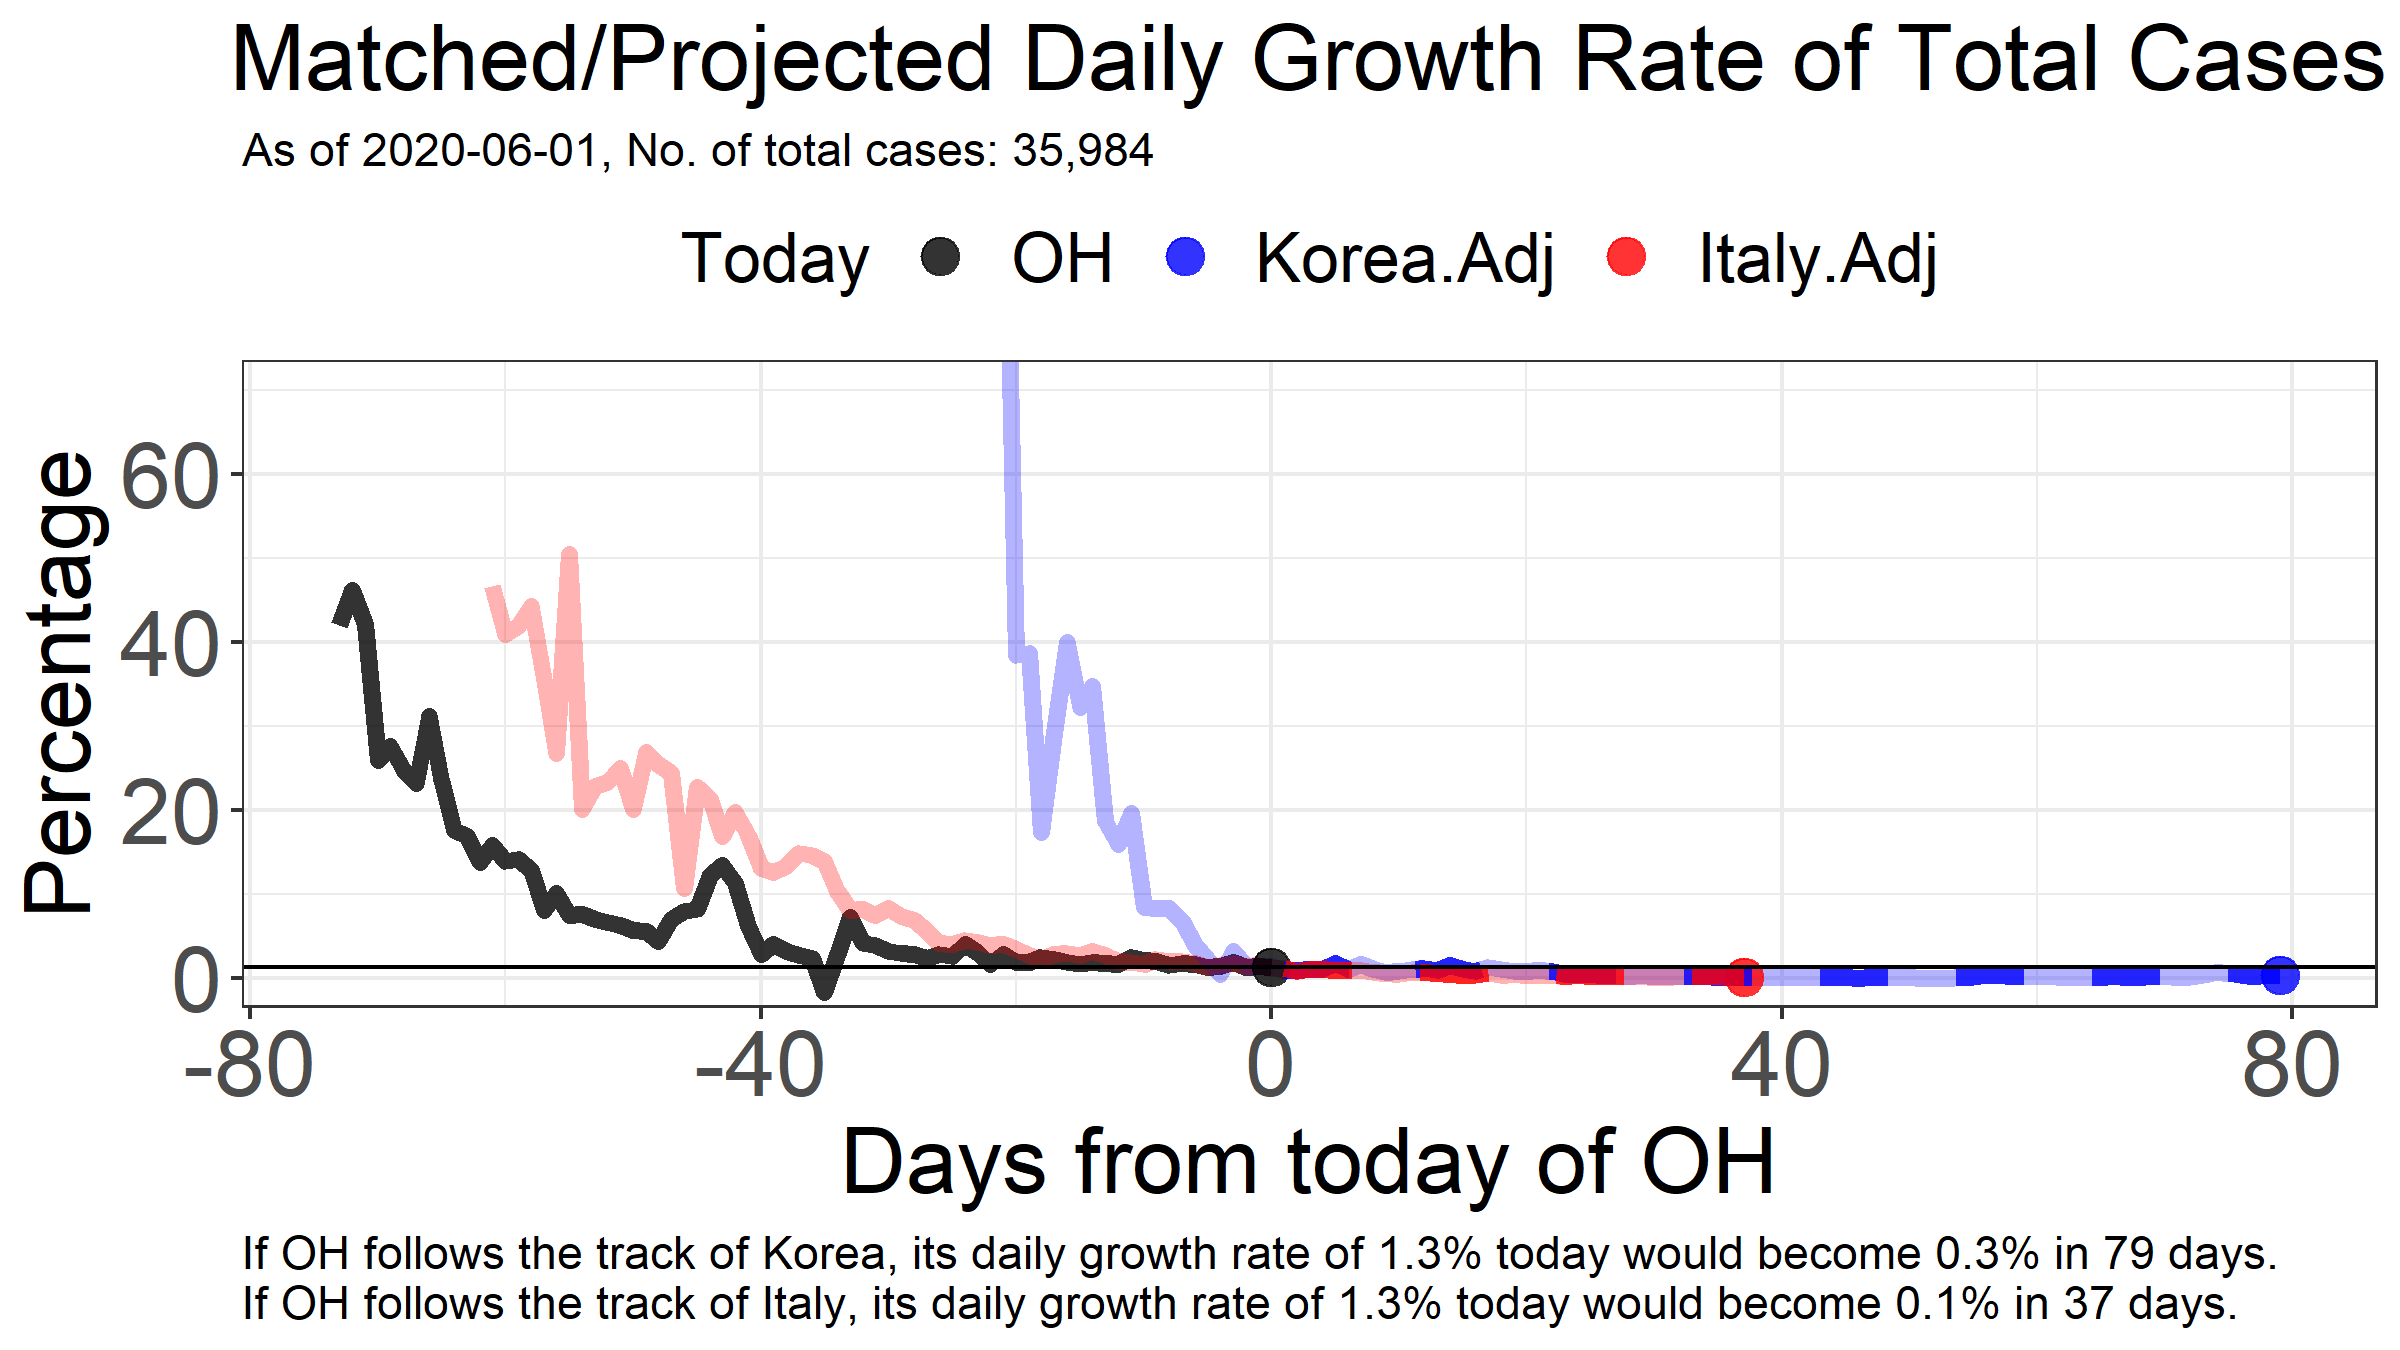 Matched/Projected Daily Growth Rate of Total Cases
As of 2020-06-01, No. of total cases: 35,984
Today OH Korea.Adj Italy.Adj
Percentage
60
40
20
0
-80 -40 0 40 80
Days from today of OH
If OH follows the track of Korea, its daily growth rate of 1.3% today would become 0.3% in 79 days.
If OH follows the track of Italy, its daily growth rate of 1.3% today would become 0.1% in 37 days.